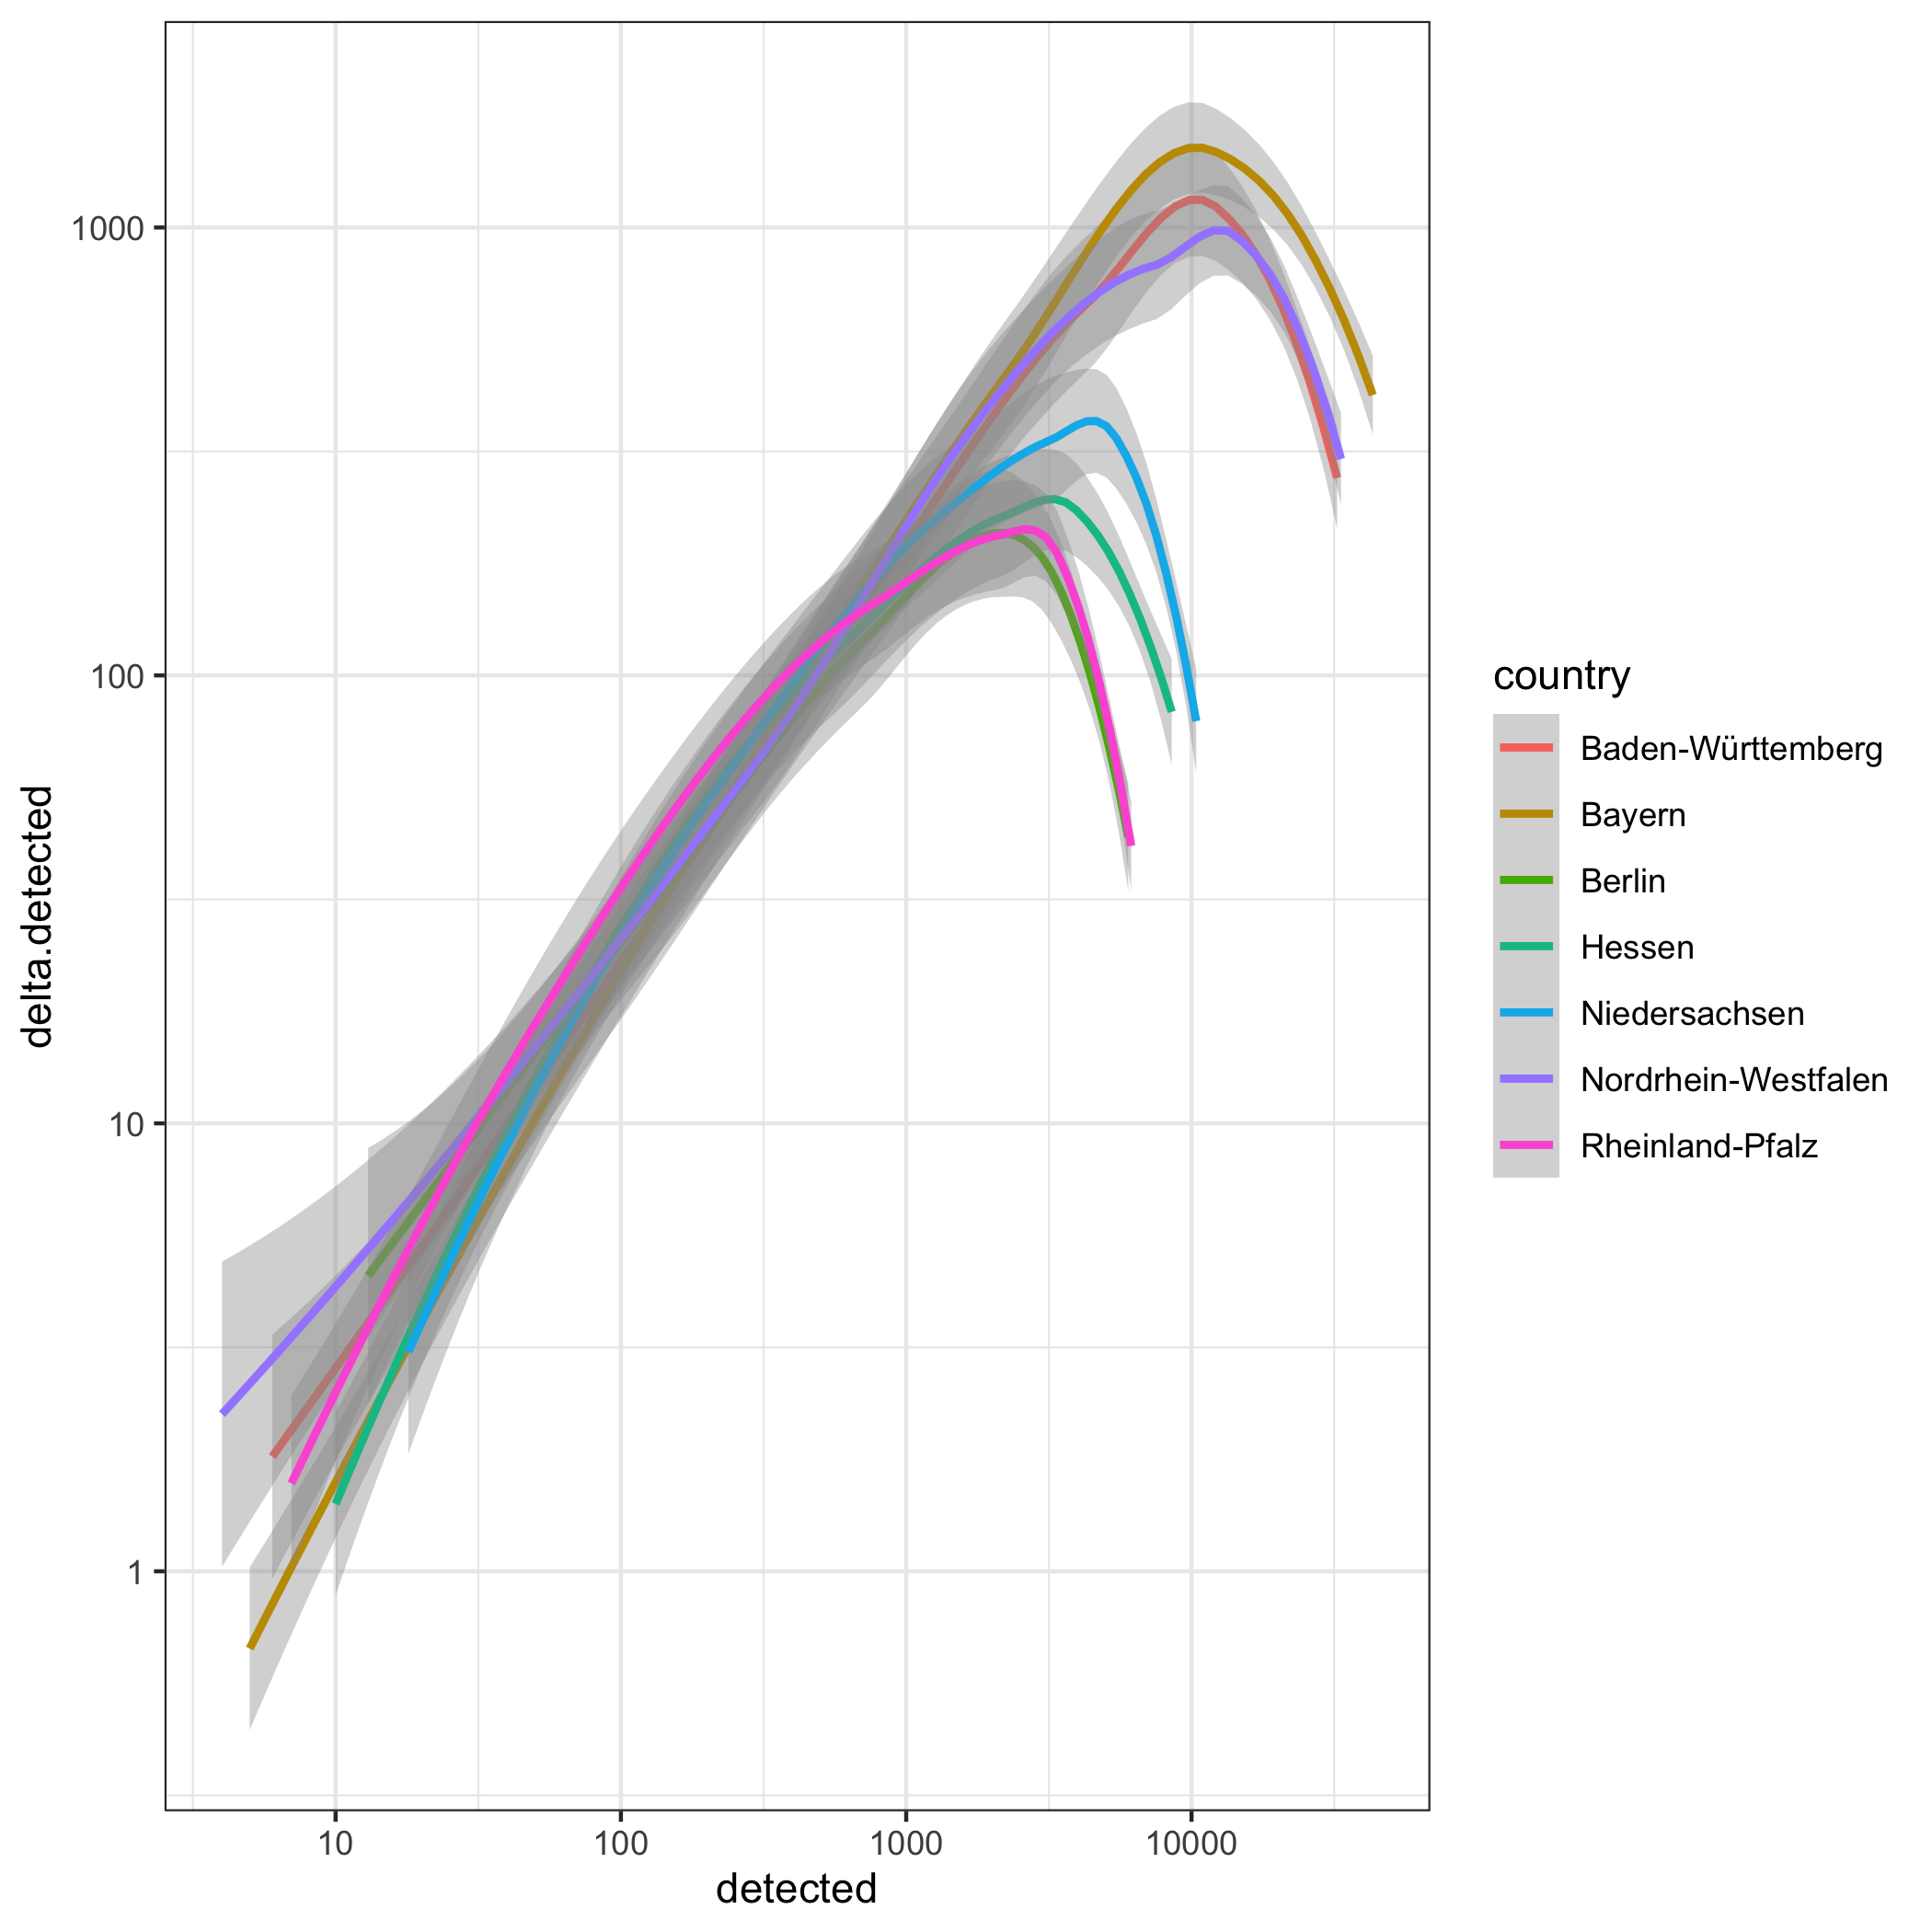 1000
100
10
1
delta.detected
10
100
1000
10000
detected
country
Baden-Württemberg
Bayern
Berlin
Hessen
Niedersachsen
Nordrhein-Westfalen
Rheinland-Pfalz